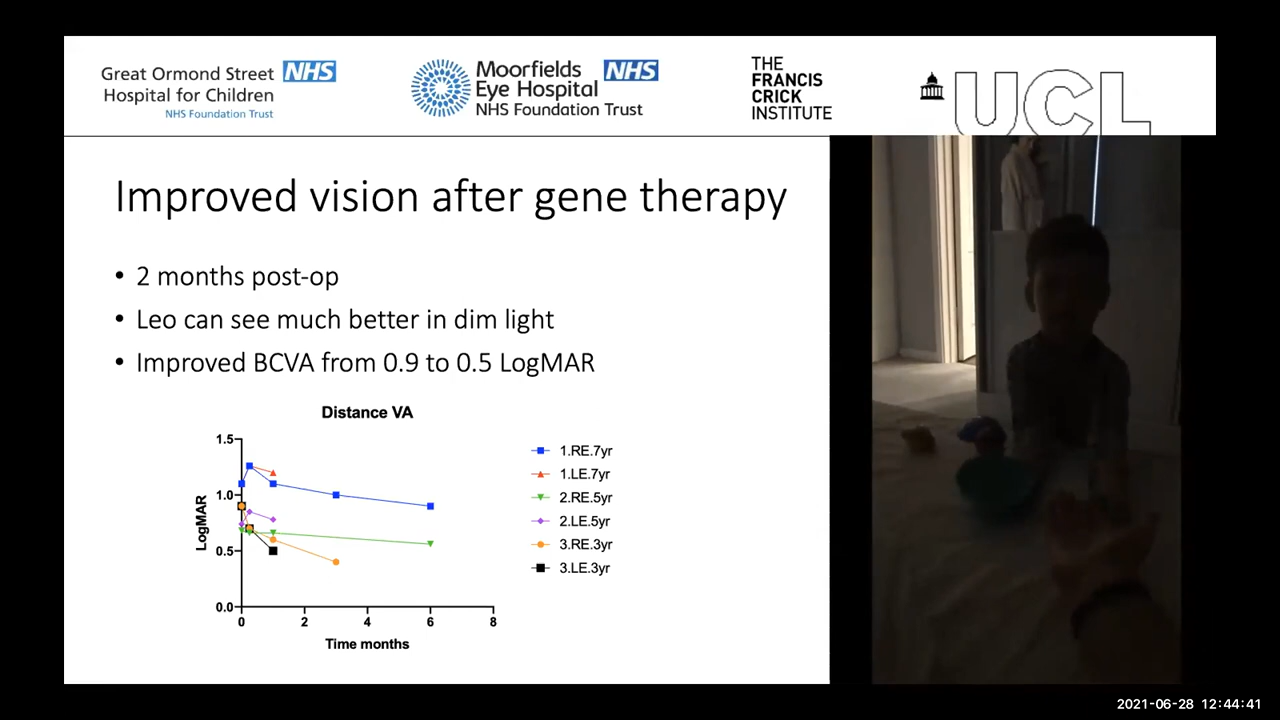 Great Ormond Street NHS
Hospital for Children
NHS Foundation Trust
Moorfields NHS
Eye Hospital
NHS Foundation Trust
THE
FRANCIS
CRICK
INSTITUTE
UCL
Improved vision after gene therapy
• 2 months post-op
• Leo can see much better in dim light
• Improved BCVA from 0.9 to 0.5 LogMAR
Distance VA
1.5
1.0
0.5
0.0
LogMAR
0 2 4 6 8
Time months
1.RE.7yr
1.LE.7yr
2.RE.5yr
2.LE.5yr
3.RE.3yr
3.LE.3yr
2021-06-28 12:44:41